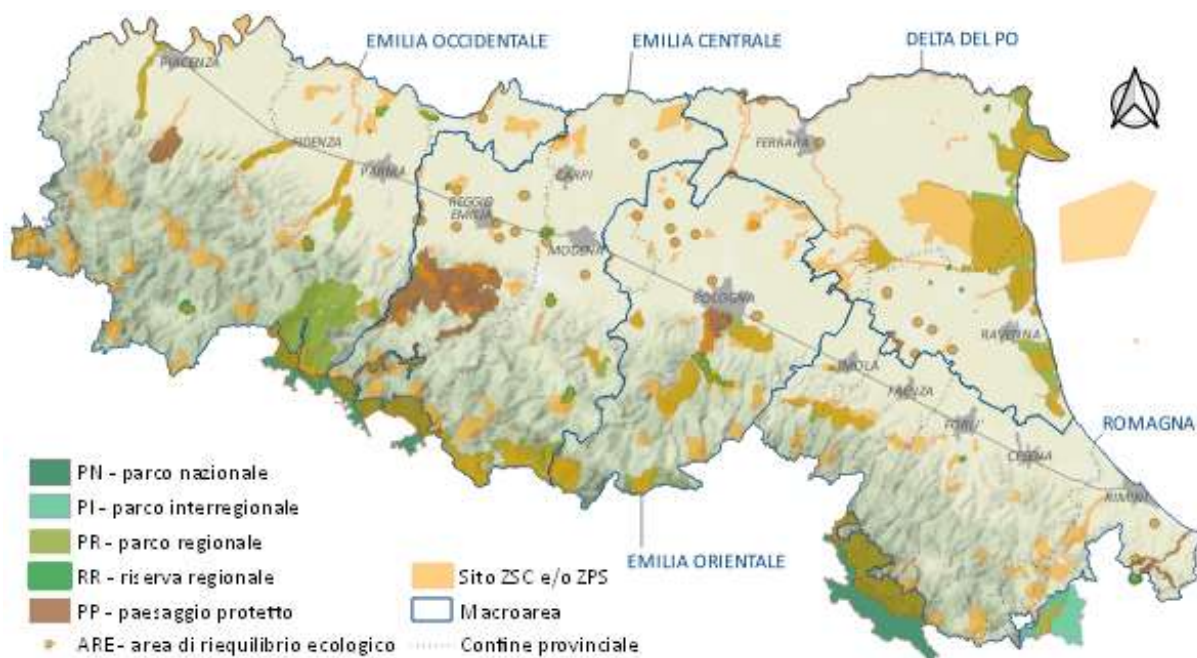 EMILIA OCCIDENTALE
EMILIA CENTRALE
DELTA DEL PO
PIACENZA
FIDENZA
PARMA
REGGIO
EMILIA
CARPI
MODENA
FERRARA
BOLOGNA
IMOLA
FAENZA
FORLI'
CESENA
RAVENNA
RIMINI
ROMAGNA
EMILIA ORIENTALE
PN - parco nazionale
PI - parco interregionale
PR - parco regionale
RR - riserva regionale
PP - paesaggio protetto
ARE - area di riequilibrio ecologico
Sito ZSC e/o ZPS
Macroarea
Confine provinciale